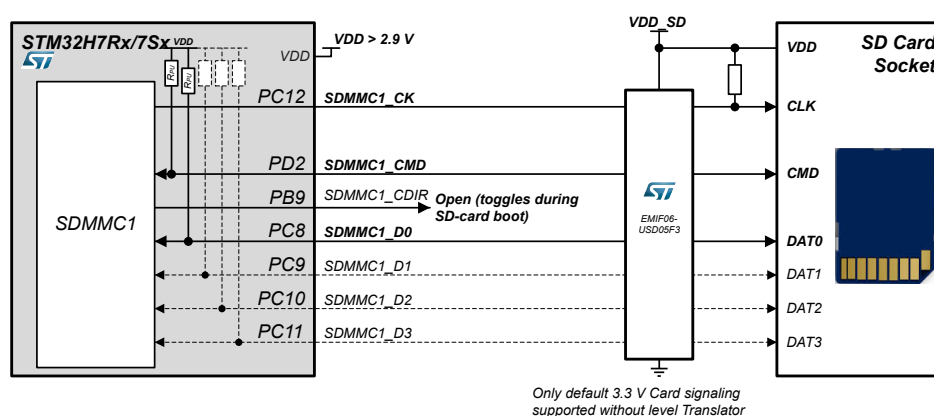 VDD_SD
STM32H7Rx/7Sx VDD
ST
VDD
VDD > 2.9 V
VDD
SD Card
Socket
RPU
RPU
PC12
SDMMC1_CK
CLK
PD2
SDMMC1_CMD
CMD
PB9
SDMMC1_CDIR
Open (toggles during
SD-card boot)
SDMMC1
ST
EMIF06-
USD05F3
PC8
SDMMC1_D0
DAT0
PC9
SDMMC1_D1
DAT1
PC10
SDMMC1_D2
DAT2
PC11
SDMMC1_D3
DAT3
Only default 3.3 V Card signaling
supported without level Translator